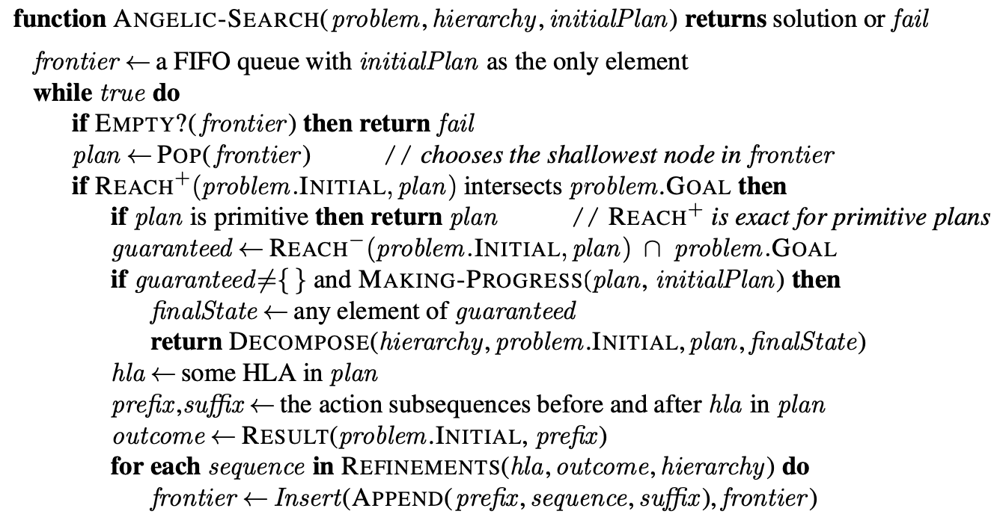 function ANGELIC-SEARCH(problem, hierarchy, initialPlan) returns solution or fail
frontier ← a FIFO queue with initialPlan as the only element
while true do
if EMPTY?(frontier) then return fail
plan ← POP(frontier) // chooses the shallowest node in frontier
if REACH⁺(problem.INITIAL, plan) intersects problem.GOAL then
if plan is primitive then return plan // REACH⁺ is exact for primitive plans
guaranteed ← REACH⁻(problem.INITIAL, plan) ∩ problem.GOAL
if guaranteed≠{ } and MAKING-PROGRESS(plan, initialPlan) then
finalState ← any element of guaranteed
return DECOMPOSE(hierarchy, problem.INITIAL, plan, finalState)
hla ← some HLA in plan
prefix,suffix ← the action subsequences before and after hla in plan
outcome ← RESULT(problem.INITIAL, prefix)
for each sequence in REFINEMENTS(hla, outcome, hierarchy) do
frontier ← Insert(APPEND(prefix, sequence, suffix), frontier)